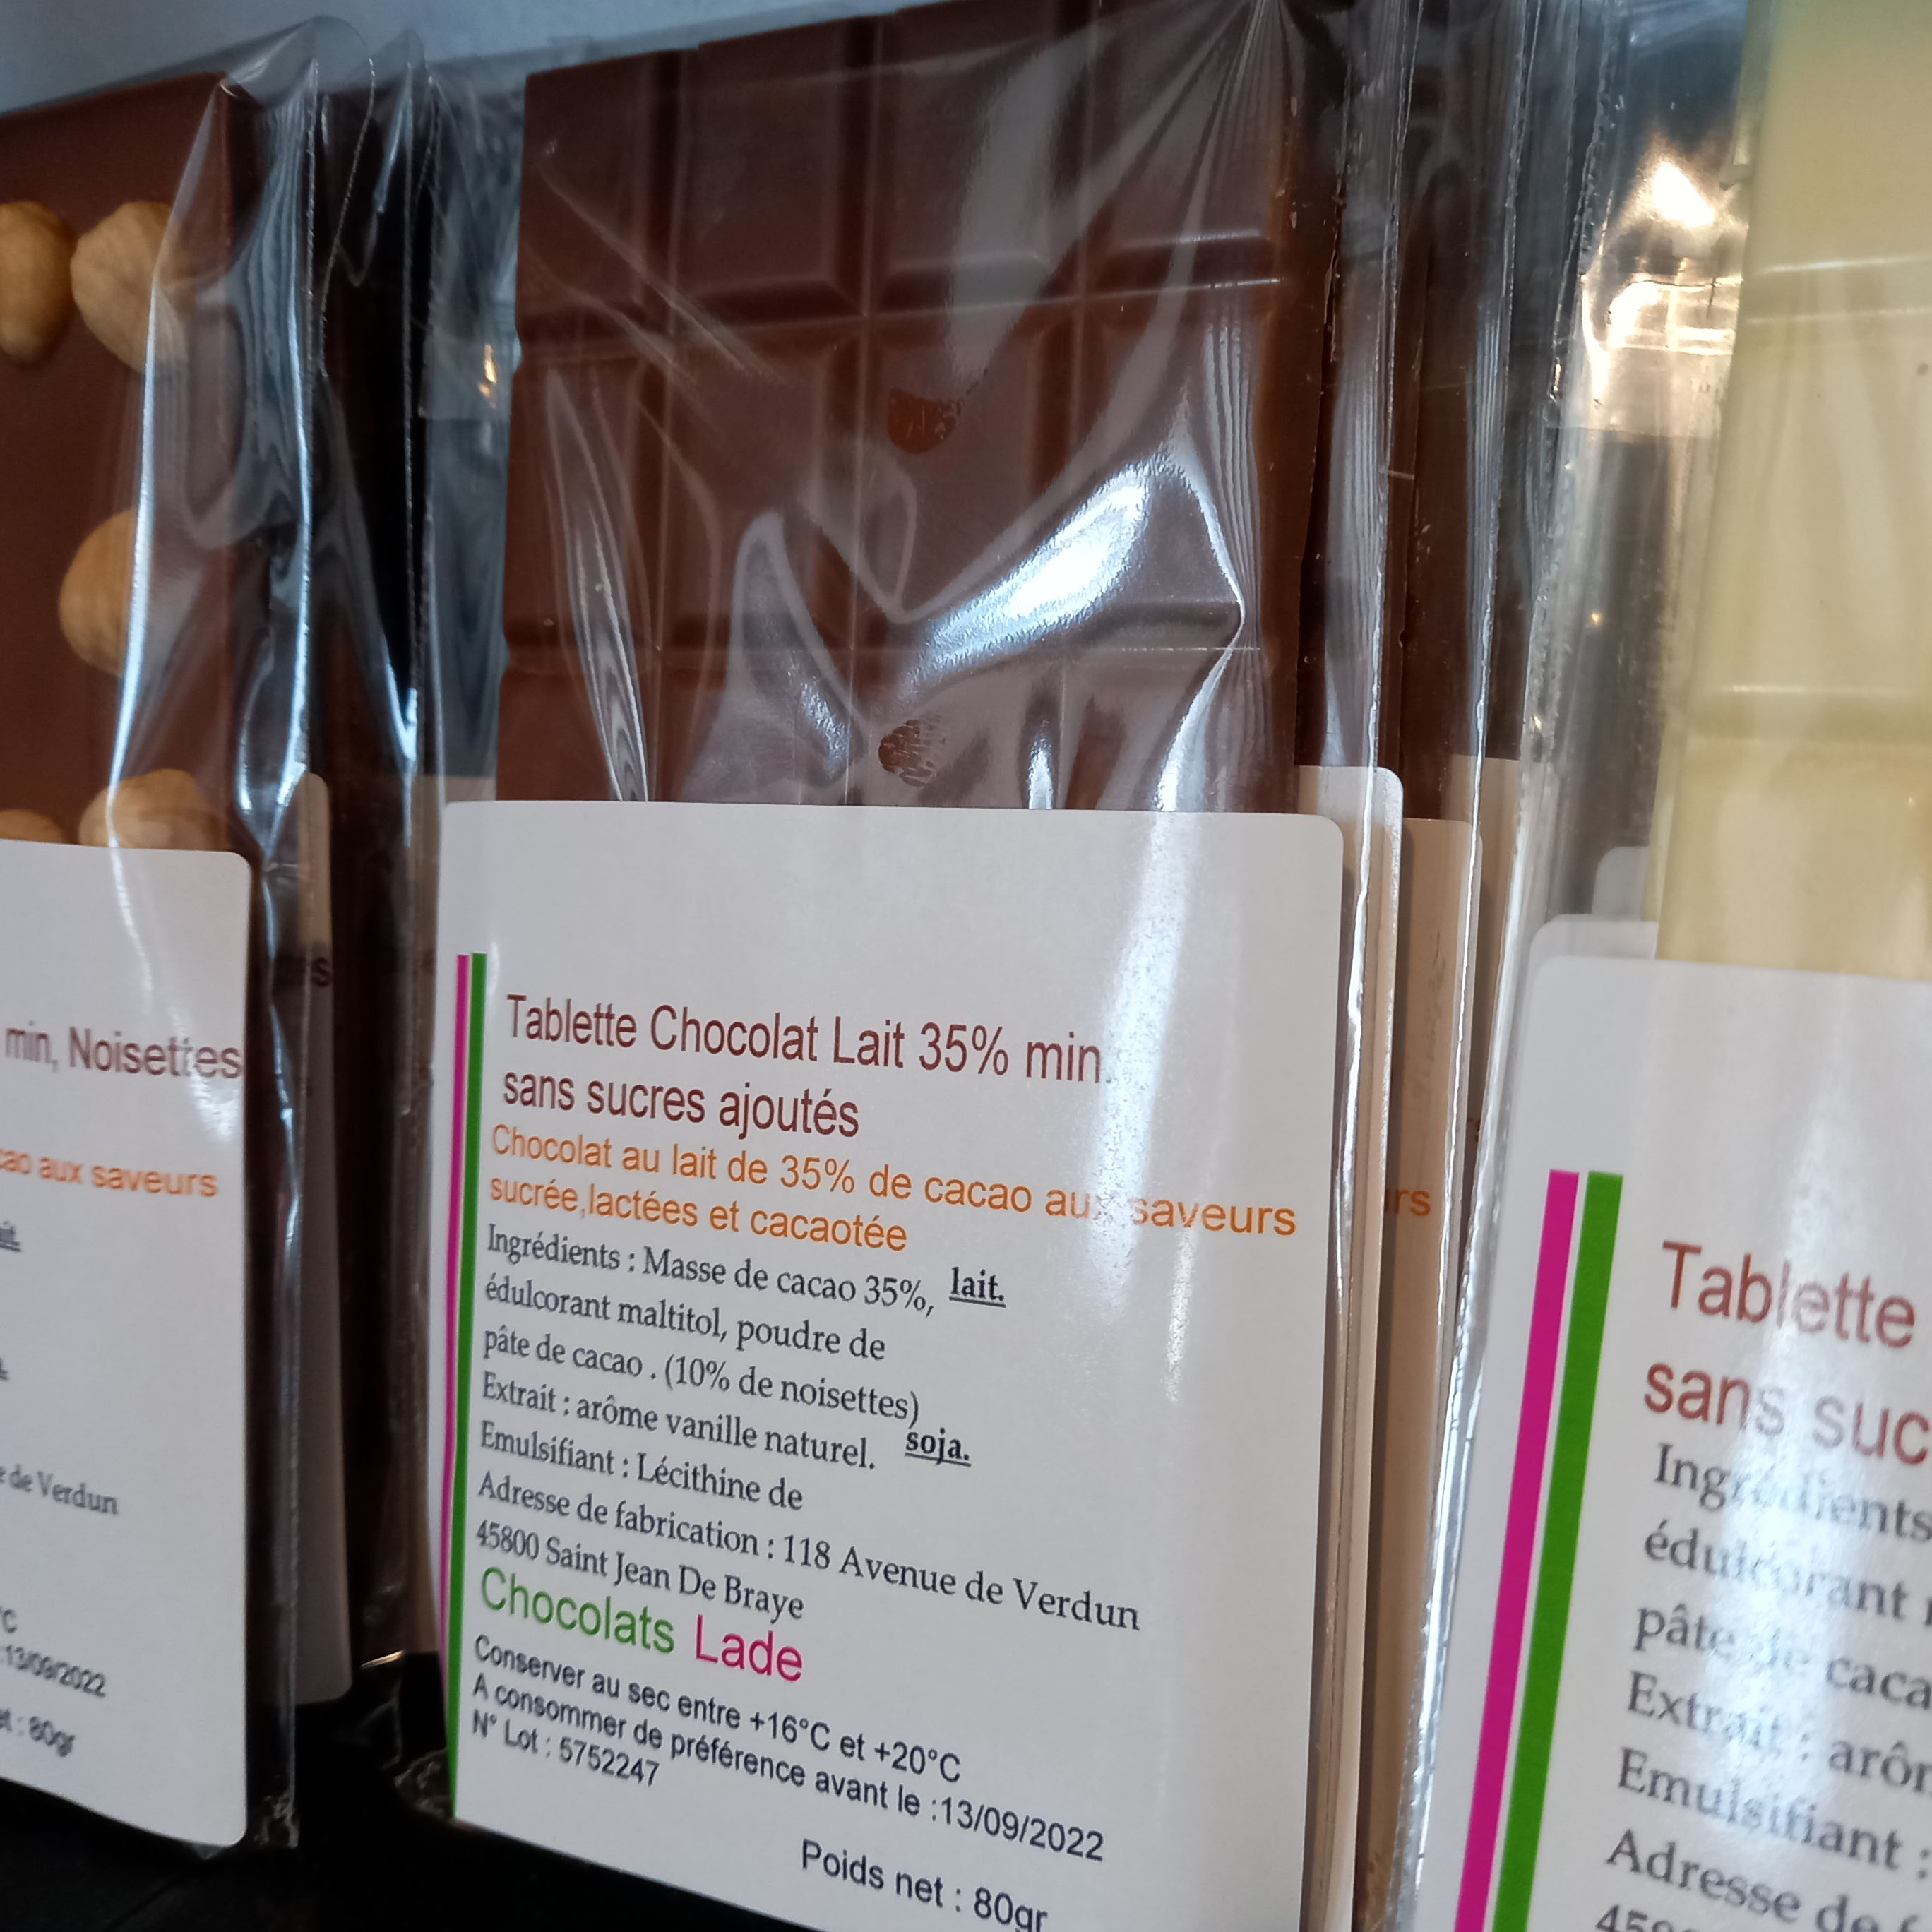 min, Noisettes
cao aux saveurs
e de Verdun
°C
:13/09/2022
et : 80gr
Tablette Chocolat Lait 35% min.
sans sucres ajoutés
Chocolat au lait de 35% de cacao aux saveurs
sucrée,lactées et cacaotée
Ingrédients : Masse de cacao 35%, lait.
édulcorant maltitol, poudre de
pâte de cacao . (10% de noisettes)
Extrait : arôme vanille naturel. soja.
Emulsifiant : Lécithine de
Adresse de fabrication : 118 Avenue de Verdun
45800 Saint Jean De Braye
Chocolats Lade
Conserver au sec entre +16°C et +20°C
A consommer de préférence avant le :13/09/2022
N° Lot : 5752247
Poids net : 80gr
rs
Tablette
sans suc
Ingrédients
édulcorant
pâte de caca
Extrait : arôm
Emulsifiant :
Adresse de f